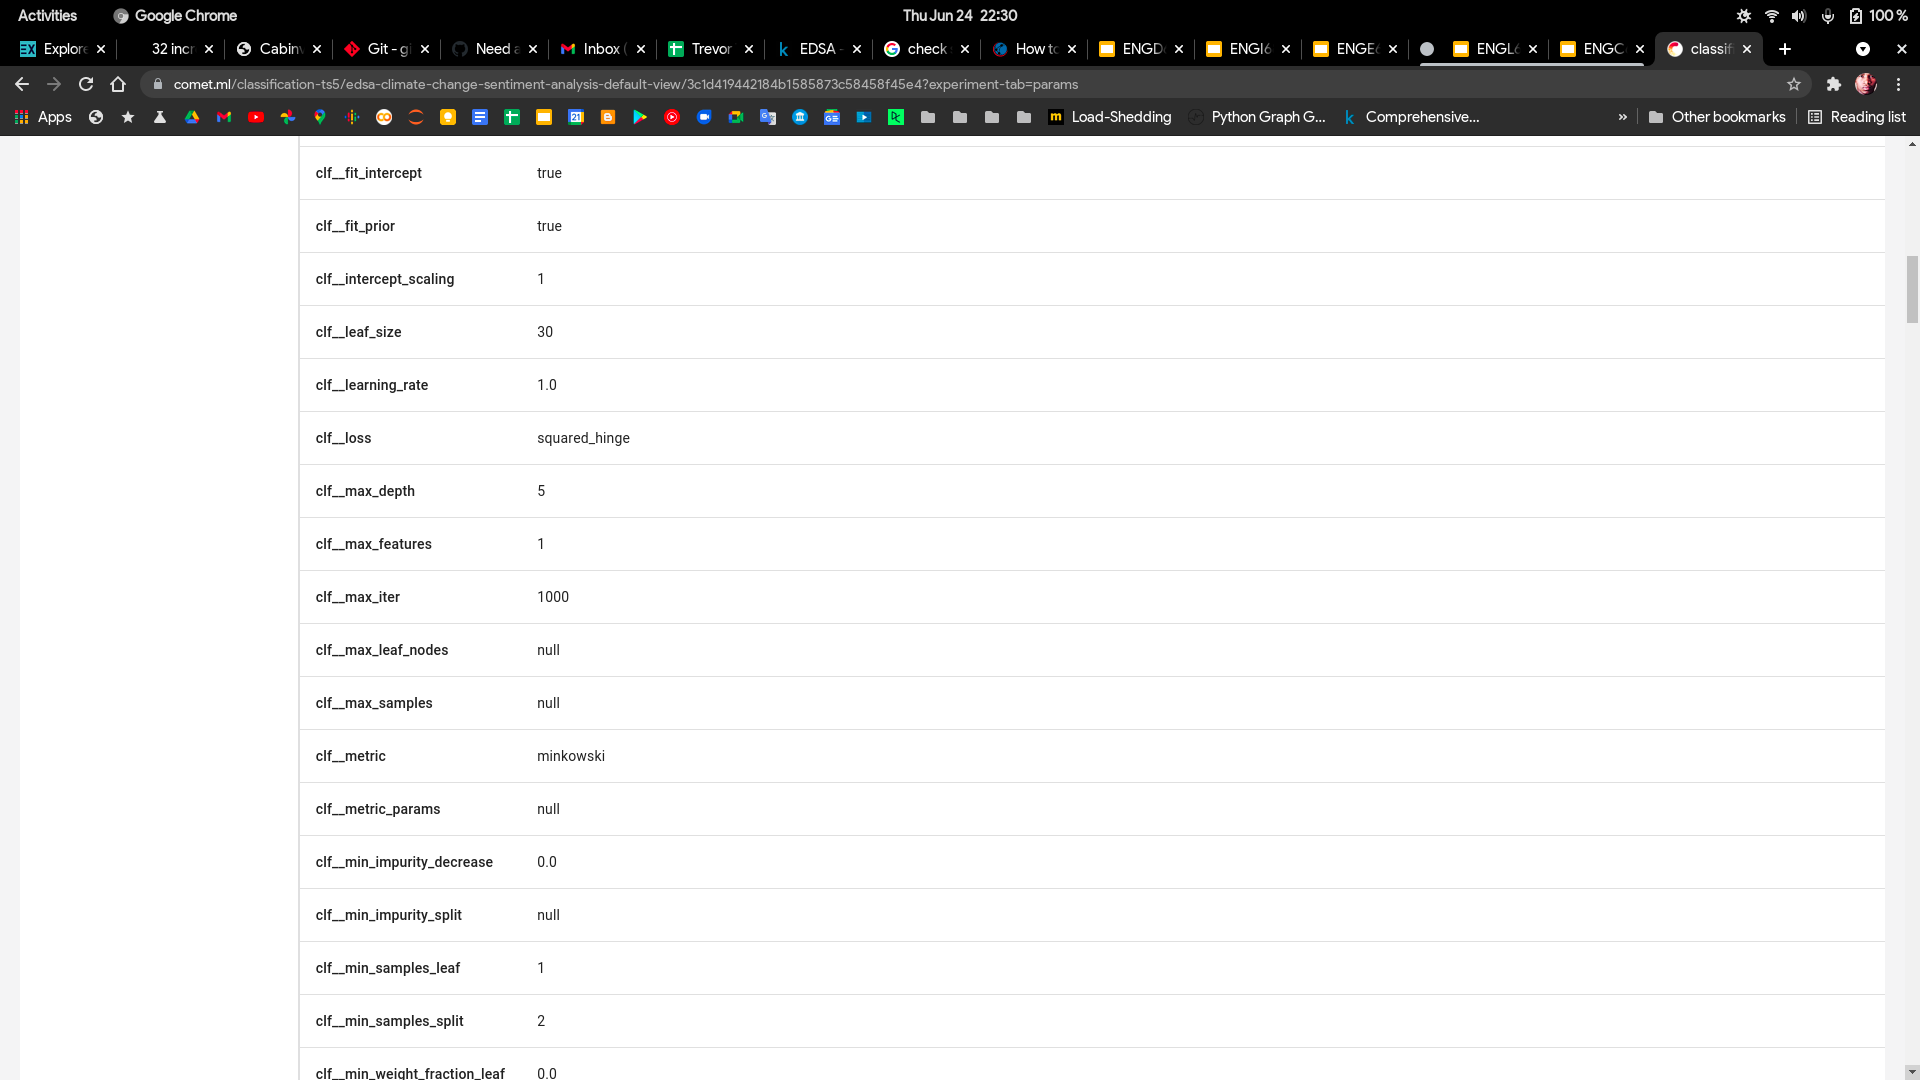 Activities Google Chrome Thu Jun 24 22:30 100 %
Explore 32 incr Cabin Git - gi Need a Inbox ( Trevor EDSA - check How to ENGD ENGI6 ENGE6 ENGL6 ENGC classif
comet.ml/classification-ts5/edsa-climate-change-sentiment-analysis-default-view/3c1d419442184b1585873c58458f45e4?experiment-tab=params
Apps Load-Shedding Python Graph G... Comprehensive... » Other bookmarks Reading list
clf__fit_intercept true
clf__fit_prior true
clf__intercept_scaling 1
clf__leaf_size 30
clf__learning_rate 1.0
clf__loss squared_hinge
clf__max_depth 5
clf__max_features 1
clf__max_iter 1000
clf__max_leaf_nodes null
clf__max_samples null
clf__metric minkowski
clf__metric_params null
clf__min_impurity_decrease 0.0
clf__min_impurity_split null
clf__min_samples_leaf 1
clf__min_samples_split 2
clf__min_weight_fraction_leaf 0.0